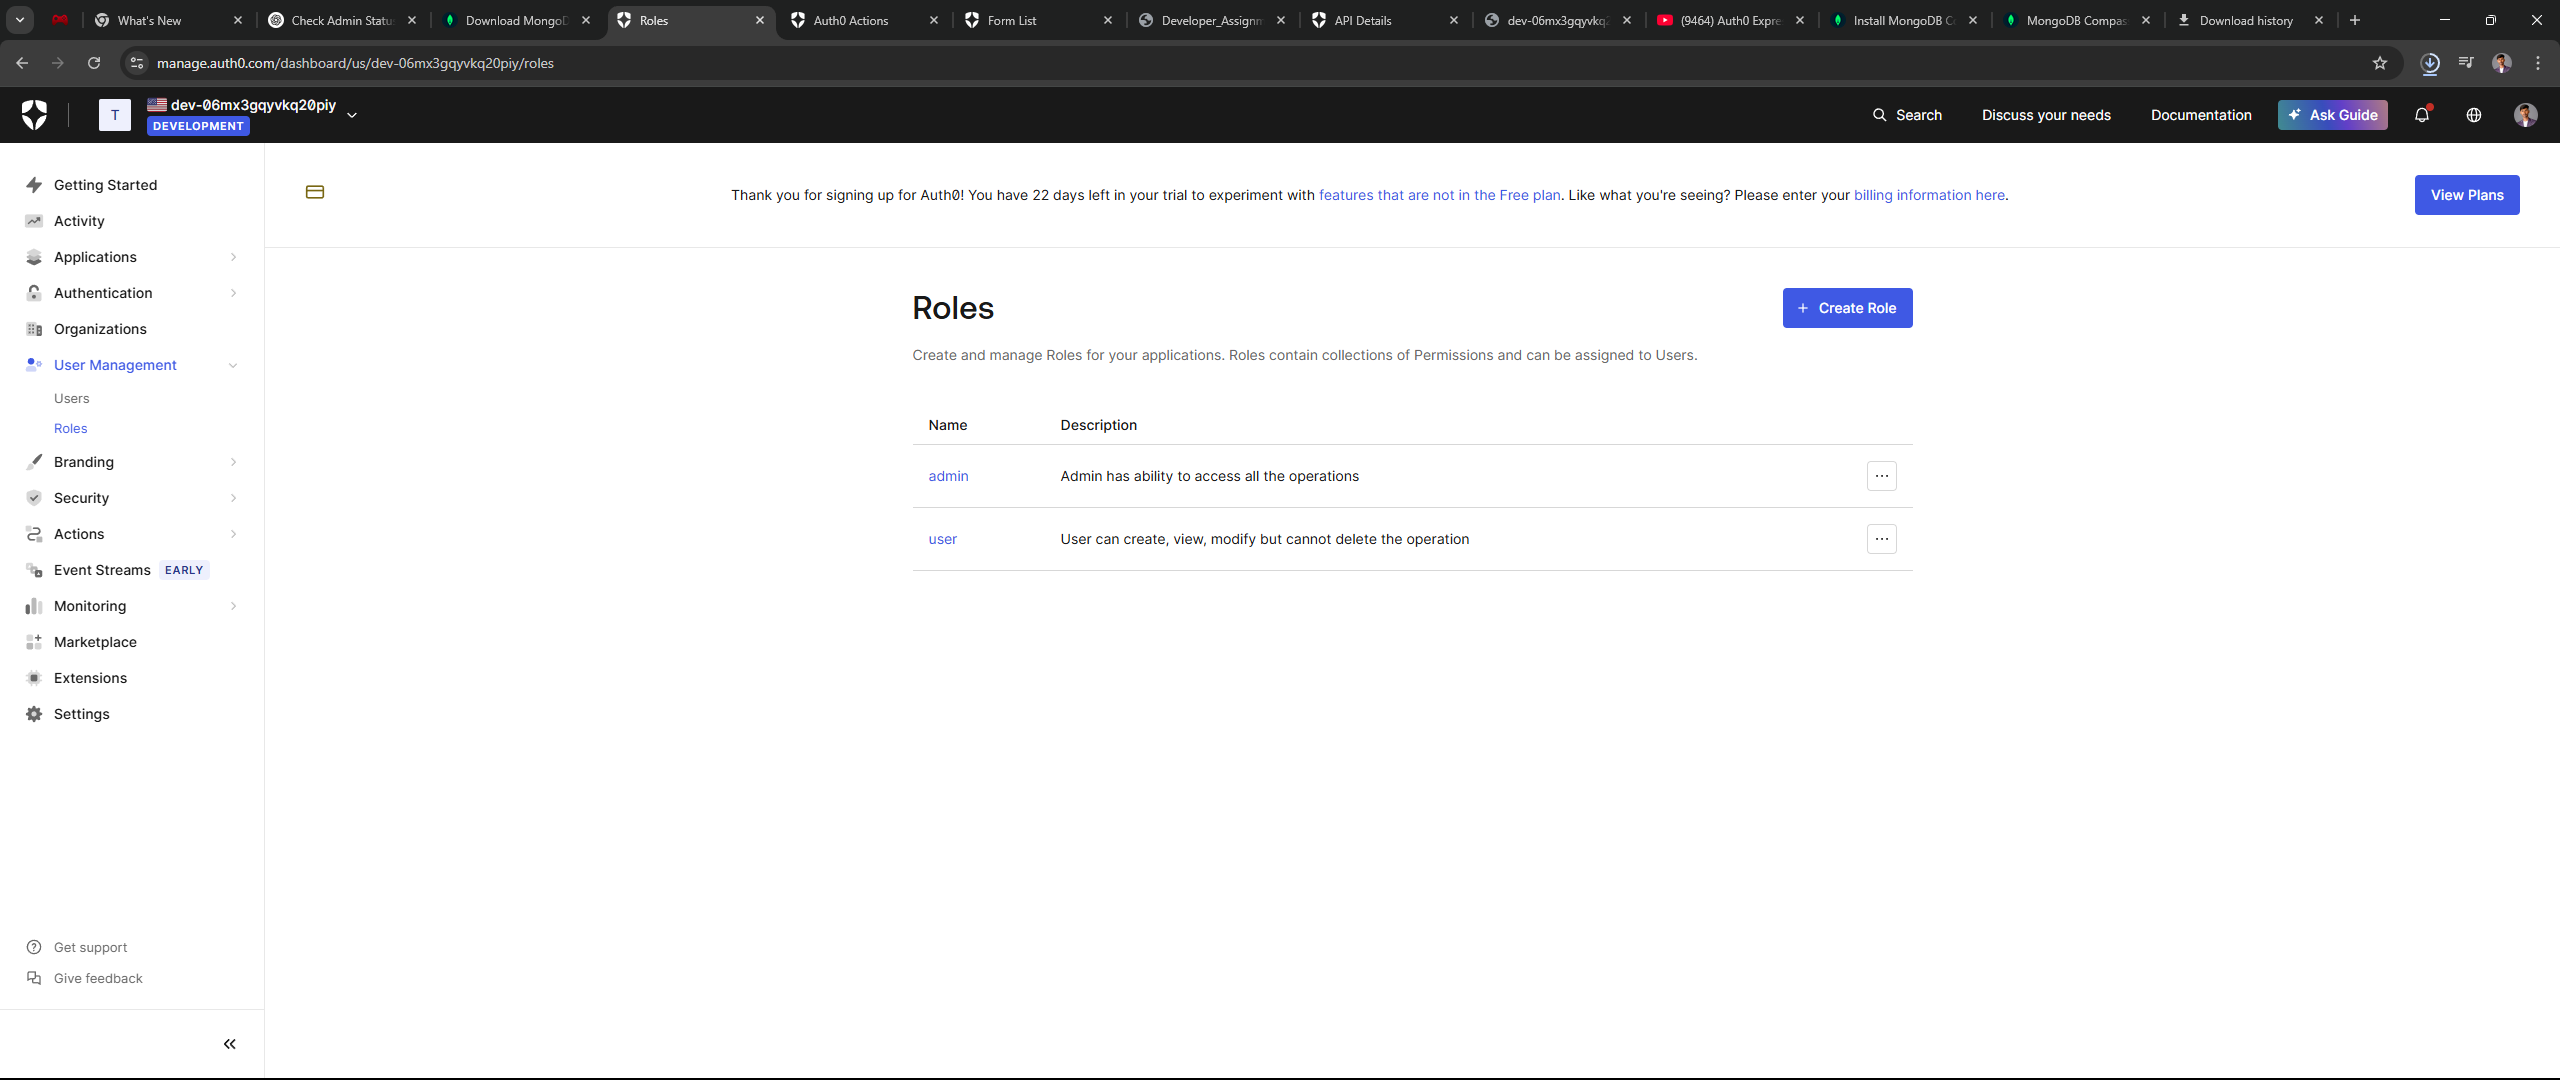 What's New
Check Admin Status
Download MongoD
Roles
Auth0 Actions
Form List
Developer_Assignm
API Details
dev-06mx3gqyvkq2
(9464) Auth0 Expre
Install MongoDB Co
MongoDB Compas
Download history
manage.auth0.com/dashboard/us/dev-06mx3gqyvkq20piy/roles
T
dev-06mx3gqyvkq20piy
DEVELOPMENT
Search
Discuss your needs
Documentation
Ask Guide
Thank you for signing up for Auth0! You have 22 days left in your trial to experiment with features that are not in the Free plan. Like what you're seeing? Please enter your billing information here.
View Plans
Getting Started
Activity
Applications
Authentication
Organizations
User Management
Users
Roles
Branding
Security
Actions
Event Streams EARLY
Monitoring
Marketplace
Extensions
Settings
Get support
Give feedback
Roles
+ Create Role
Create and manage Roles for your applications. Roles contain collections of Permissions and can be assigned to Users.
Name Description
admin Admin has ability to access all the operations
user User can create, view, modify but cannot delete the operation